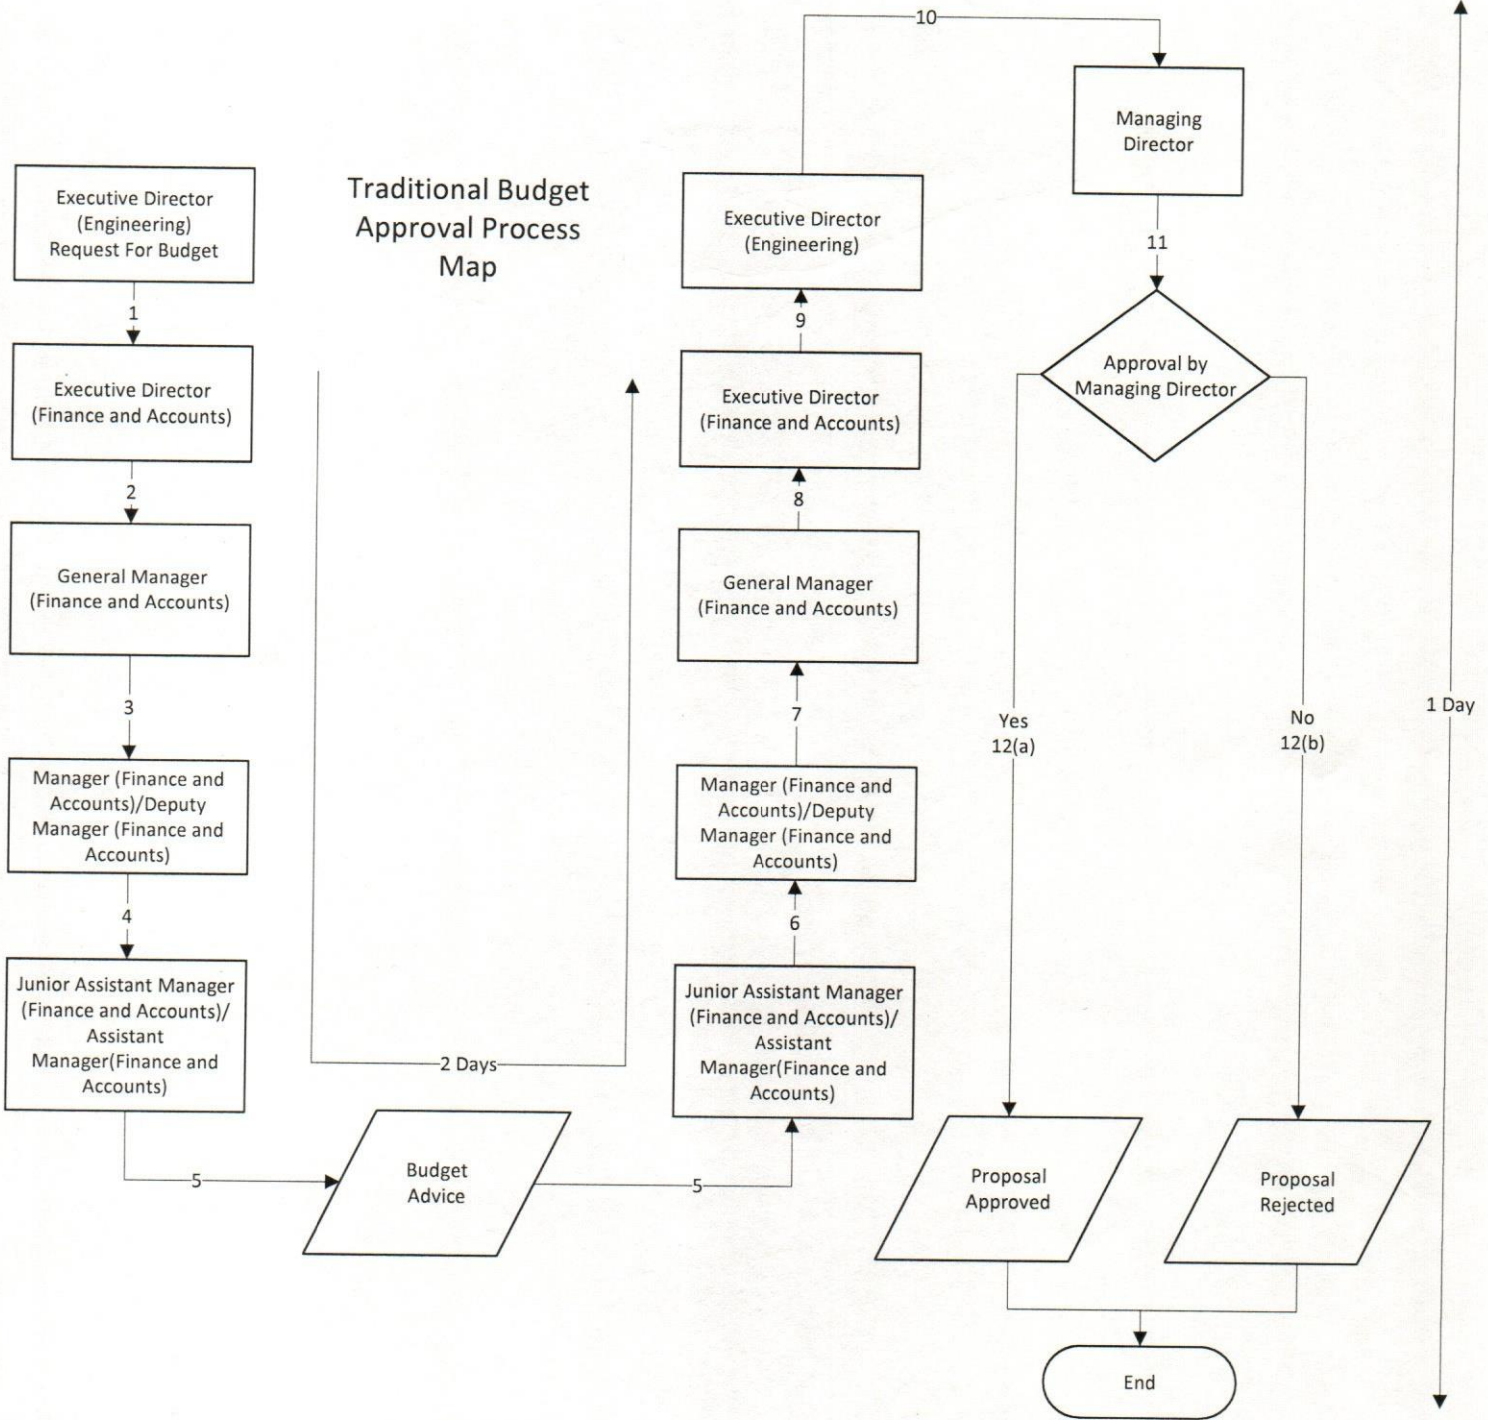 Traditional Budget
Approval Process
Map
Executive Director
(Engineering)
Request For Budget
1
Executive Director
(Finance and Accounts)
2
General Manager
(Finance and Accounts)
3
Manager (Finance and
Accounts)/Deputy
Manager (Finance and
Accounts)
4
Junior Assistant Manager
(Finance and Accounts)/
Assistant
Manager(Finance and
Accounts)
5
Budget
Advice
2 Days
5
Junior Assistant Manager
(Finance and Accounts)/
Assistant
Manager(Finance and
Accounts)
6
Manager (Finance and
Accounts)/Deputy
Manager (Finance and
Accounts)
7
General Manager
(Finance and Accounts)
8
Executive Director
(Finance and Accounts)
9
Executive Director
(Engineering)
10
Managing
Director
11
Approval by
Managing Director
Yes
12(a)
No
12(b)
Proposal
Approved
Proposal
Rejected
End
1 Day